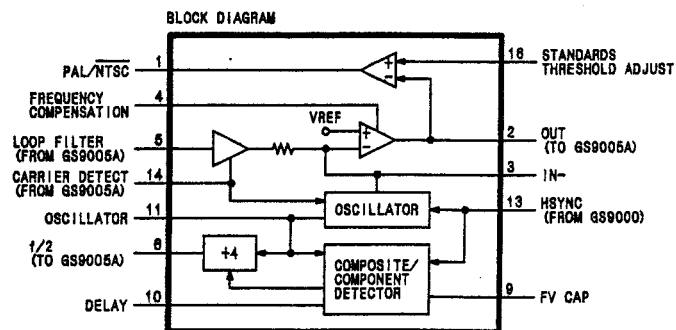 BLOCK DIAGRAM
PAL/NTSC 1
16 STANDARDS
THRESHOLD ADJUST
FREQUENCY 4
COMPENSATION
VREF
+
-
+
-
LOOP FILTER 5
(FROM GS9005A)
2 OUT
(TO GS9005A)
3 IN-
CARRIER DETECT 14
(FROM GS9005A)
OSCILLATOR 11
OSCILLATOR
13 HSYNC
(FROM GS9000)
f/2 6
(TO GS9005A)
÷4
COMPOSITE/
COMPONENT
DETECTOR
DELAY 10
9 FV CAP